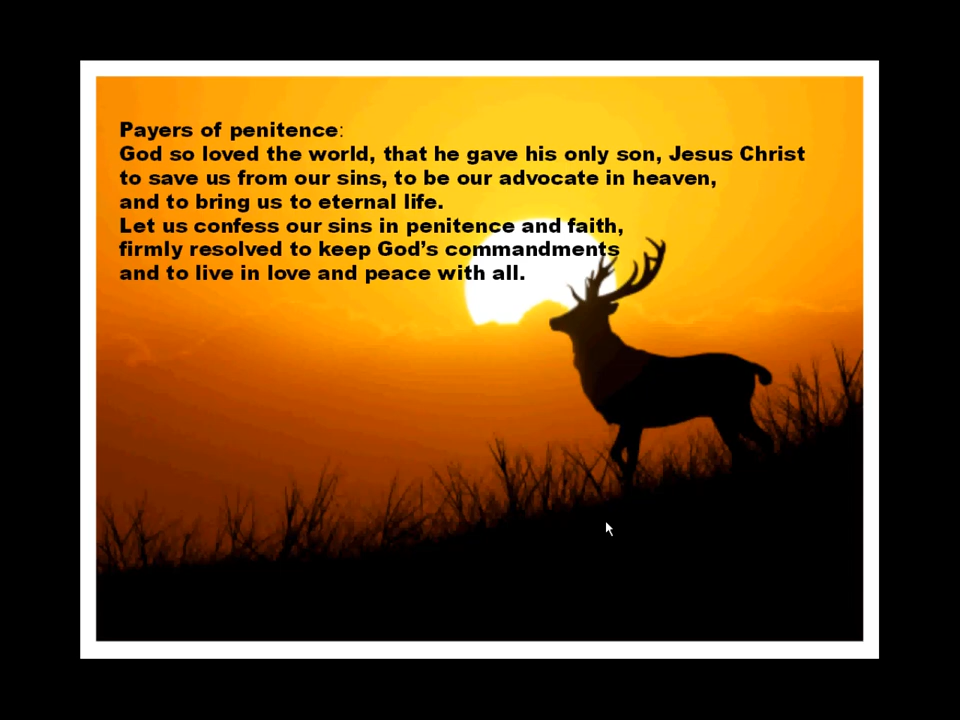 Payers of penitence:
God so loved the world, that he gave his only son, Jesus Christ
to save us from our sins, to be our advocate in heaven,
and to bring us to eternal life.
Let us confess our sins in penitence and faith,
firmly resolved to keep God’s commandments
and to live in love and peace with all.